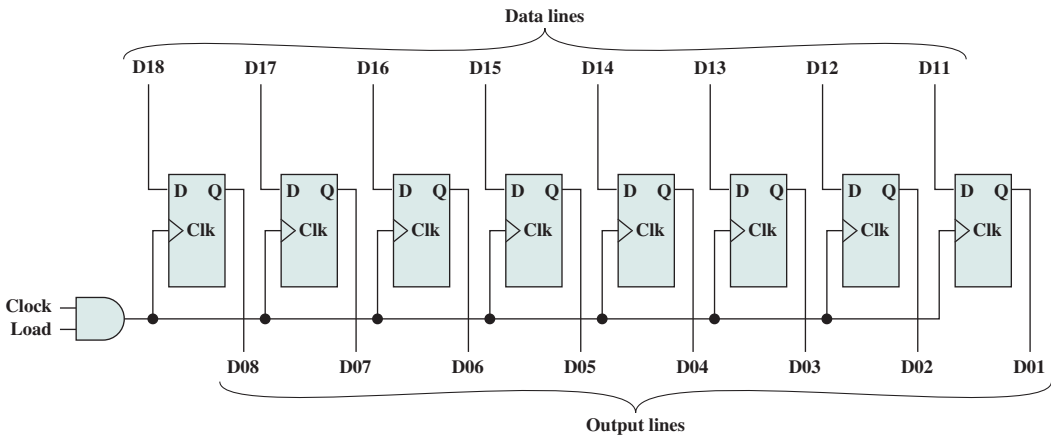 Data lines
D18 D17 D16 D15 D14 D13 D12 D11
D Q D Q D Q D Q D Q D Q D Q D Q
Clk Clk Clk Clk Clk Clk Clk Clk
Clock
Load
D08 D07 D06 D05 D04 D03 D02 D01
Output lines